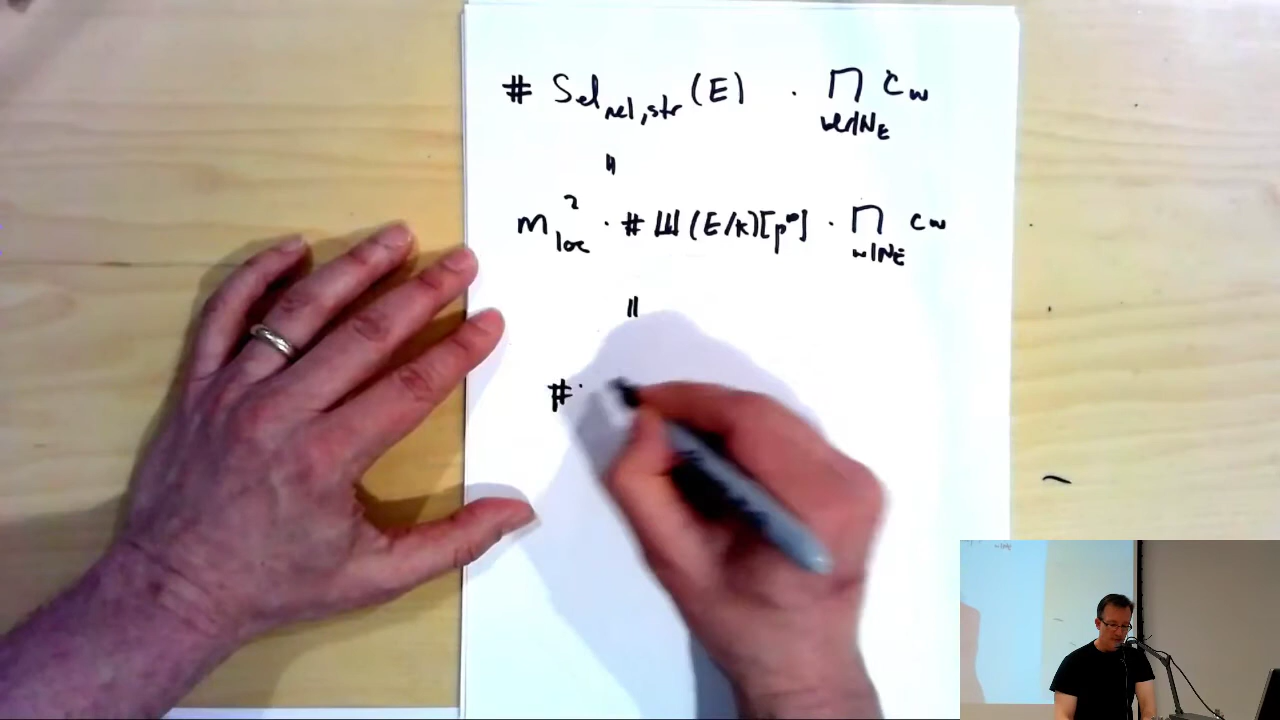 # Sel_{rel,str}(E) · ∏_{w|N_E} c_w
"
m_{loc}^2 · # Ш(E/K)[p^∞] · ∏_{w|N_E} c_w
"
#